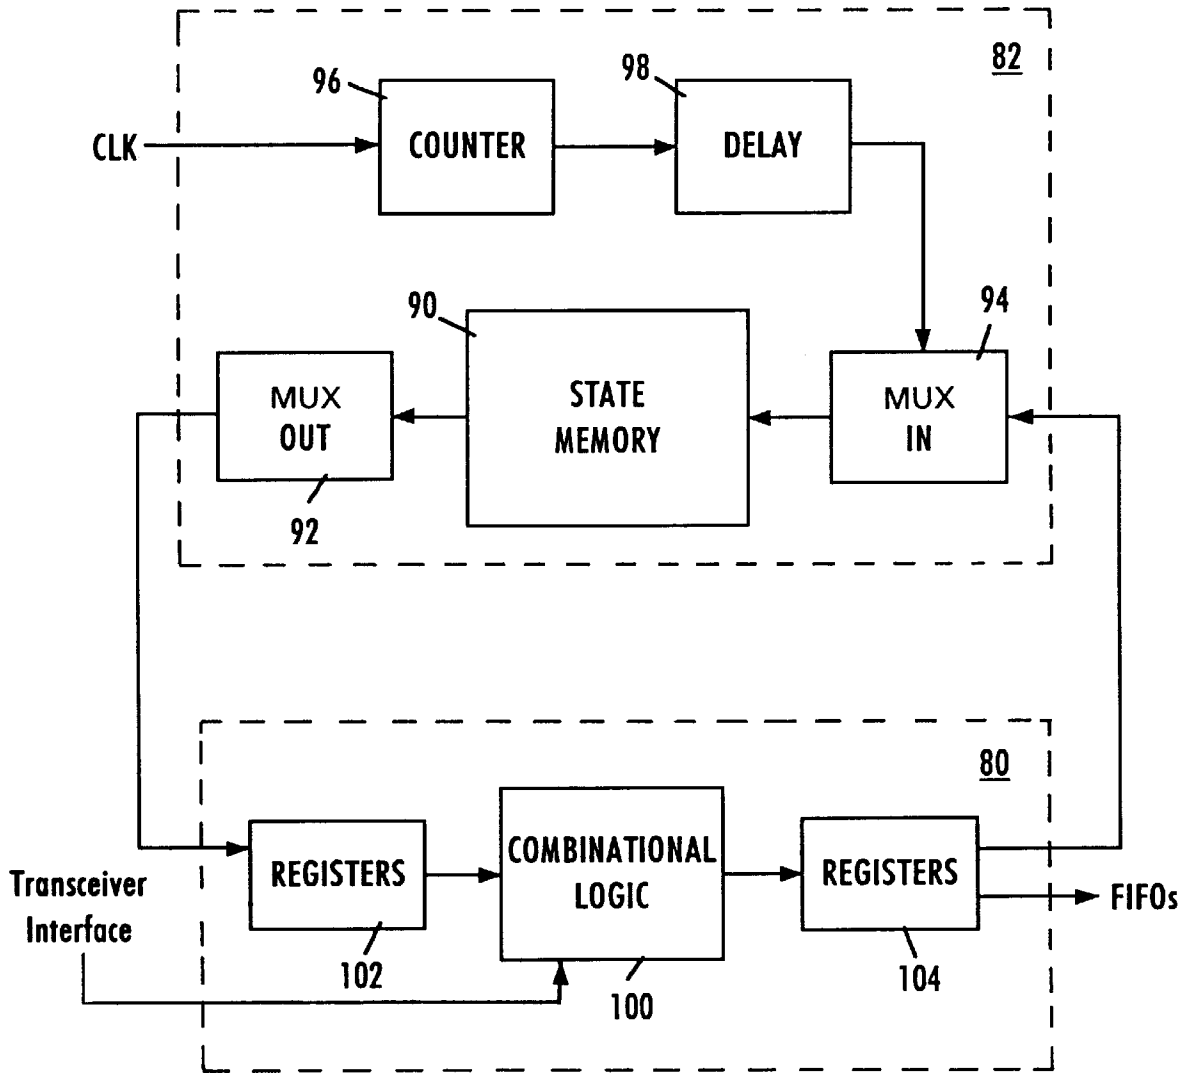 82
96
98
CLK
COUNTER
DELAY
90
94
MUX
OUT
STATE
MEMORY
MUX
IN
92
80
REGISTERS
COMBINATIONAL
LOGIC
REGISTERS
Transceiver
Interface
FIFOs
102
100
104